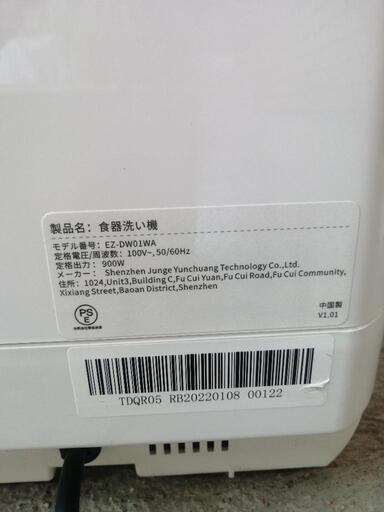 製品名: 食器洗い機
モデル番号: EZ-DW01WA
定格電圧/周波数: 100V~, 50/60Hz
定格出力: 900W
メーカー: Shenzhen Junge Yunchuang Technology Co.,Ltd.
住所: 1024,Unit3,Building C,Fu Cui Yuan,Fu Cui Road,Fu Cui Community,
Xixiang Street,Baoan District,Shenzhen
PS
E
中国製
V1.01
TDQR05 RB20220108 00122